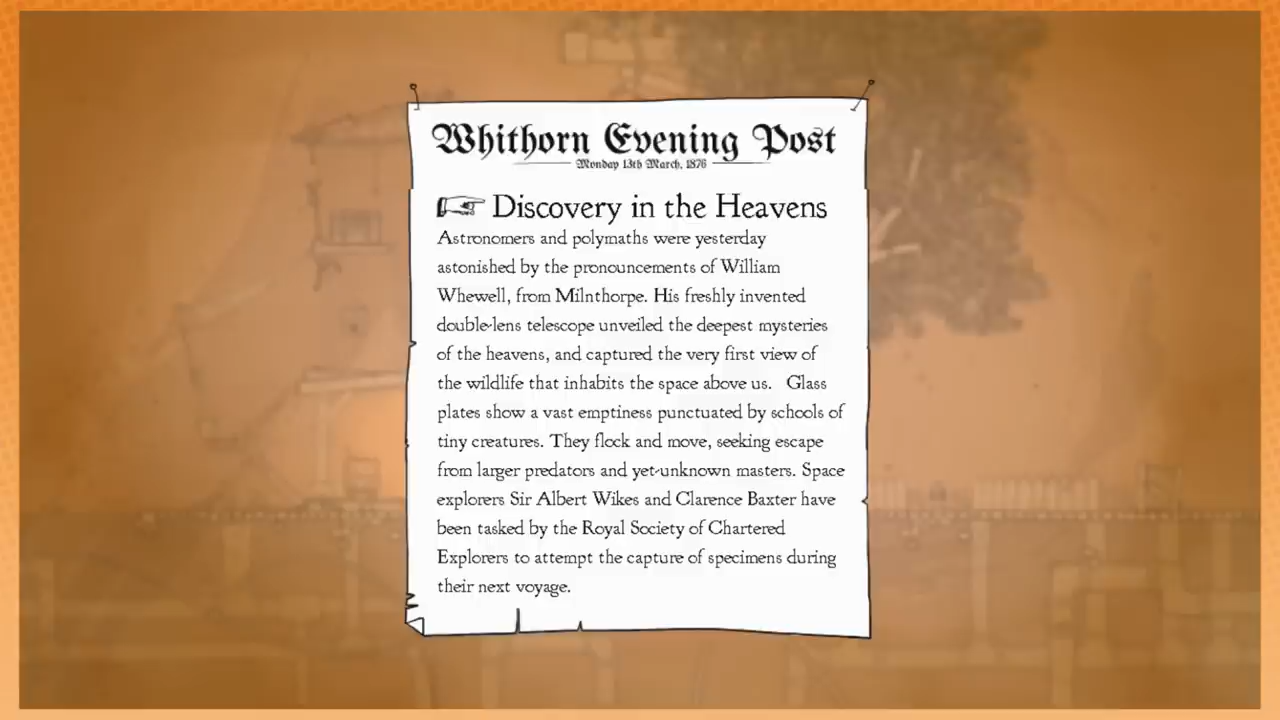 Whithorn Evening Post
Monday 13th March, 1876
Discovery in the Heavens
Astronomers and polymaths were yesterday
astonished by the pronouncements of William
Whewell, from Milnthorpe. His freshly invented
double-lens telescope unveiled the deepest mysteries
of the heavens, and captured the very first view of
the wildlife that inhabits the space above us. Glass
plates show a vast emptiness punctuated by schools of
tiny creatures. They flock and move, seeking escape
from larger predators and yet-unknown masters. Space
explorers Sir Albert Wikes and Clarence Baxter have
been tasked by the Royal Society of Chartered
Explorers to attempt the capture of specimens during
their next voyage.